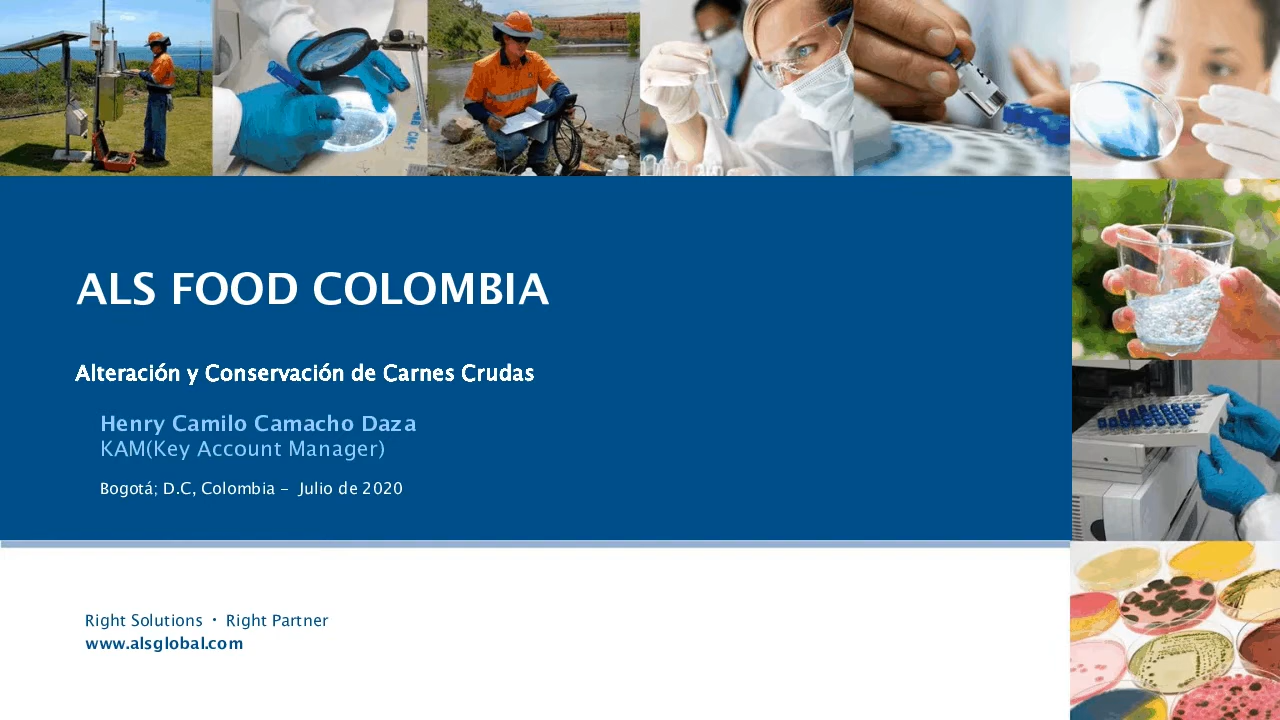 ALS FOOD COLOMBIA
Alteración y Conservación de Carnes Crudas
Henry Camilo Camacho Daza
KAM(Key Account Manager)
Bogotá; D.C, Colombia – Julio de 2020
Right Solutions • Right Partner
www.alsglobal.com